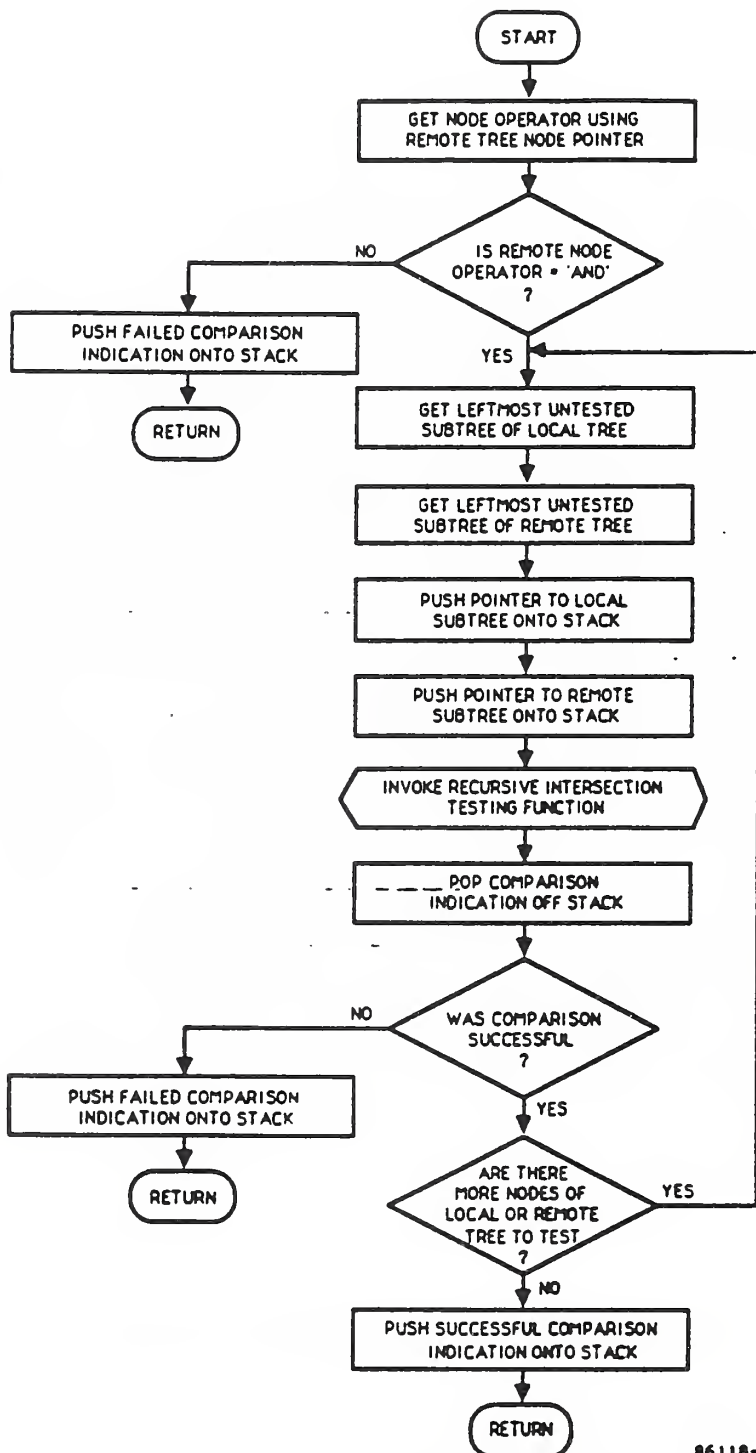 START
GET NODE OPERATOR USING
REMOTE TREE NODE POINTER
IS REMOTE NODE
OPERATOR = 'AND'
?
NO
YES
PUSH FAILED COMPARISON
INDICATION ONTO STACK
RETURN
GET LEFTMOST UNTESTED
SUBTREE OF LOCAL TREE
GET LEFTMOST UNTESTED
SUBTREE OF REMOTE TREE
PUSH POINTER TO LOCAL
SUBTREE ONTO STACK
PUSH POINTER TO REMOTE
SUBTREE ONTO STACK
INVOKE RECURSIVE INTERSECTION
TESTING FUNCTION
POP COMPARISON
INDICATION OFF STACK
WAS COMPARISON
SUCCESSFUL
?
NO
YES
PUSH FAILED COMPARISON
INDICATION ONTO STACK
RETURN
ARE THERE
MORE NODES OF
LOCAL OR REMOTE
TREE TO TEST
?
YES
NO
PUSH SUCCESSFUL COMPARISON
INDICATION ONTO STACK
RETURN